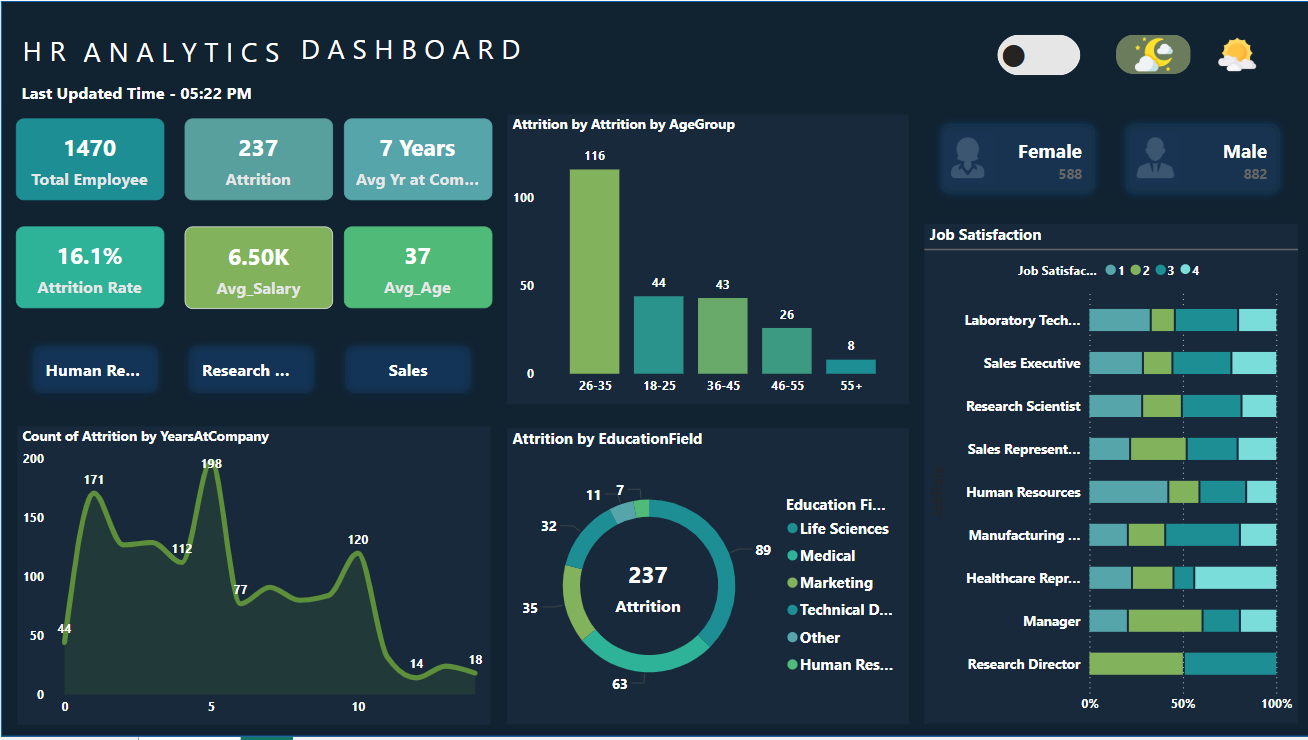 HR ANALYTICS DASHBOARD
Last Updated Time - 05:22 PM
1470
Total Employee
237
Attrition
7 Years
Avg Yr at Com...
16.1%
Attrition Rate
6.50K
Avg_Salary
37
Avg_Age
Human Re...
Research ...
Sales
Attrition by Attrition by AgeGroup
116
100
50
0
44
43
26
8
26-35
18-25
36-45
46-55
55+
Female
588
Male
882
Job Satisfaction
Job Satisfac... 1 2 3 4
Laboratory Tech...
Sales Executive
Research Scientist
Sales Represent...
Human Resources
Manufacturing ...
Healthcare Repr...
Manager
Research Director
0% 50% 100%
Count of Attrition by YearsAtCompany
200
150
100
50
0
44
171
112
198
77
120
14
18
0 5 10
Attrition by EducationField
7
11
32
35
63
89
237
Attrition
Education Fi...
Life Sciences
Medical
Marketing
Technical D...
Other
Human Res...